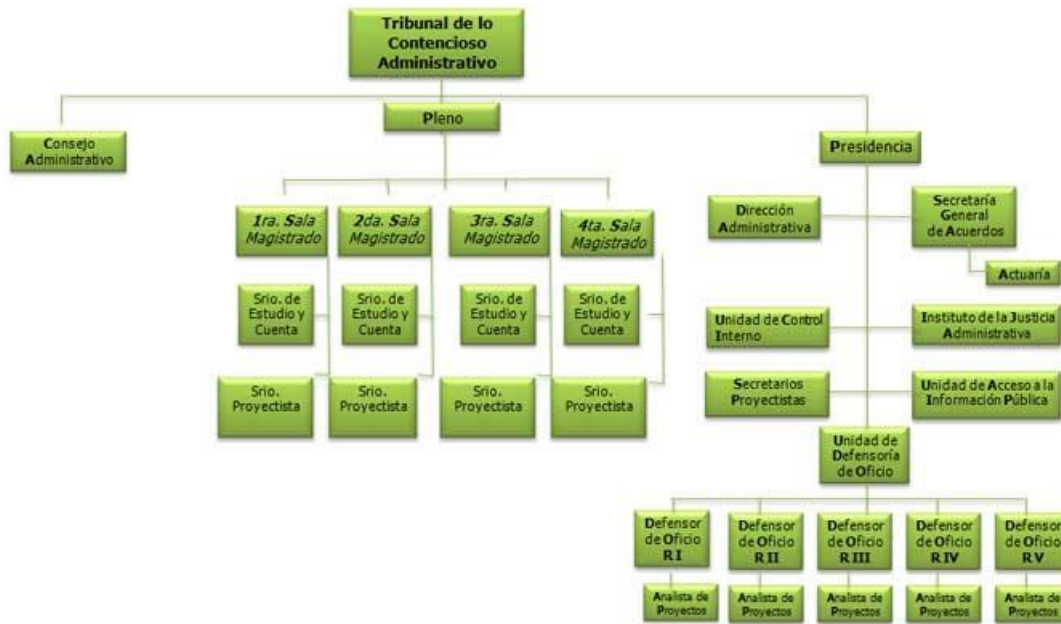 Tribunal de lo
Contencioso
Administrativo
Pleno
Consejo
Administrativo
Presidencia
1ra. Sala
Magistrado
2da. Sala
Magistrado
3ra. Sala
Magistrado
4ta. Sala
Magistrado
Dirección
Administrativa
Secretaría
General
de Acuerdos
Actuaría
Srio. de
Estudio y
Cuenta
Srio. de
Estudio y
Cuenta
Srio. de
Estudio y
Cuenta
Srio. de
Estudio y
Cuenta
Unidad de Control
Interno
Instituto de la Justicia
Administrativa
Srio.
Proyectista
Srio.
Proyectista
Srio.
Proyectista
Srio.
Proyectista
Secretarios
Proyectistas
Unidad de Acceso a la
Información Pública
Unidad de
Defensoría
de Oficio
Defensor
de Oficio
R I
Defensor
de Oficio
R II
Defensor
de Oficio
R III
Defensor
de Oficio
R IV
Defensor
de Oficio
R V
Analista de
Proyectos
Analista de
Proyectos
Analista de
Proyectos
Analista de
Proyectos
Analista de
Proyectos